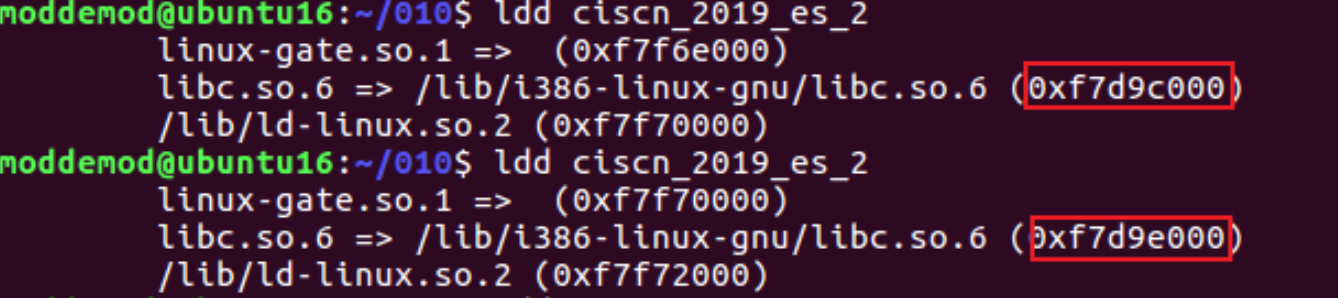 moddemod@ubuntu16:~/010$ ldd ciscn_2019_es_2
linux-gate.so.1 =>  (0xf7f6e000)
libc.so.6 => /lib/i386-linux-gnu/libc.so.6 (0xf7d9c000)
/lib/ld-linux.so.2 (0xf7f70000)
moddemod@ubuntu16:~/010$ ldd ciscn_2019_es_2
linux-gate.so.1 =>  (0xf7f70000)
libc.so.6 => /lib/i386-linux-gnu/libc.so.6 (0xf7d9e000)
/lib/ld-linux.so.2 (0xf7f72000)